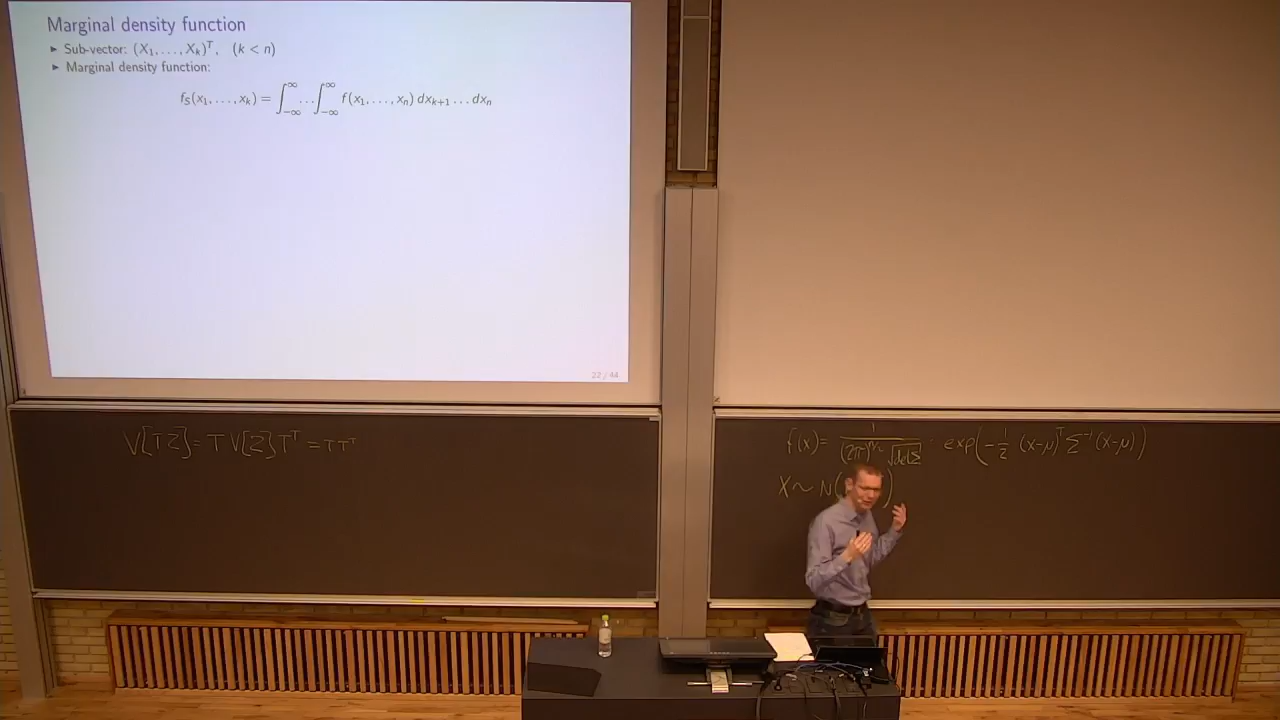 Marginal density function
▶ Sub-vector: (X₁, . . . , Xₖ)ᵀ, (k < n)
▶ Marginal density function:
f_S(x₁, . . . , xₖ) = ∫_{−∞}^{∞} . . . ∫_{−∞}^{∞} f(x₁, . . . , xₙ) dxₖ₊₁ . . . dxₙ
22 / 44
V[TZ] = T V[Z] Tᵀ = TTᵀ
f(x) = 1/((2π)^{n/2} √det Σ) · exp(−1/2 (x−μ)ᵀ Σ⁻¹ (x−μ))
X ~ N( )